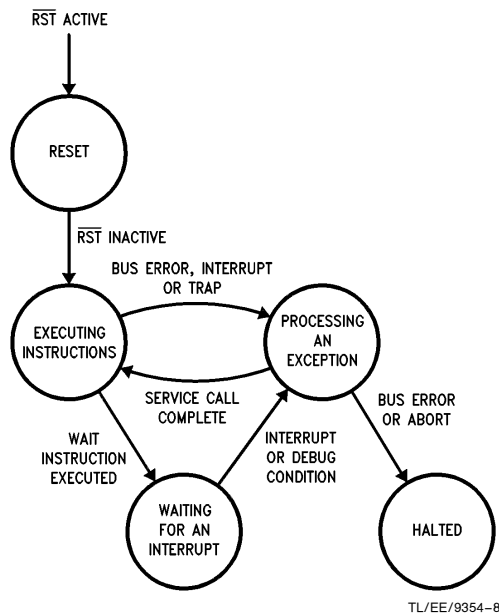 RST ACTIVE
RESET
RST INACTIVE
BUS ERROR, INTERRUPT
OR TRAP
EXECUTING
INSTRUCTIONS
PROCESSING
AN
EXCEPTION
SERVICE CALL
COMPLETE
BUS ERROR
OR ABORT
WAIT
INSTRUCTION
EXECUTED
INTERRUPT
OR DEBUG
CONDITION
WAITING
FOR AN
INTERRUPT
HALTED
TL/EE/9354-8